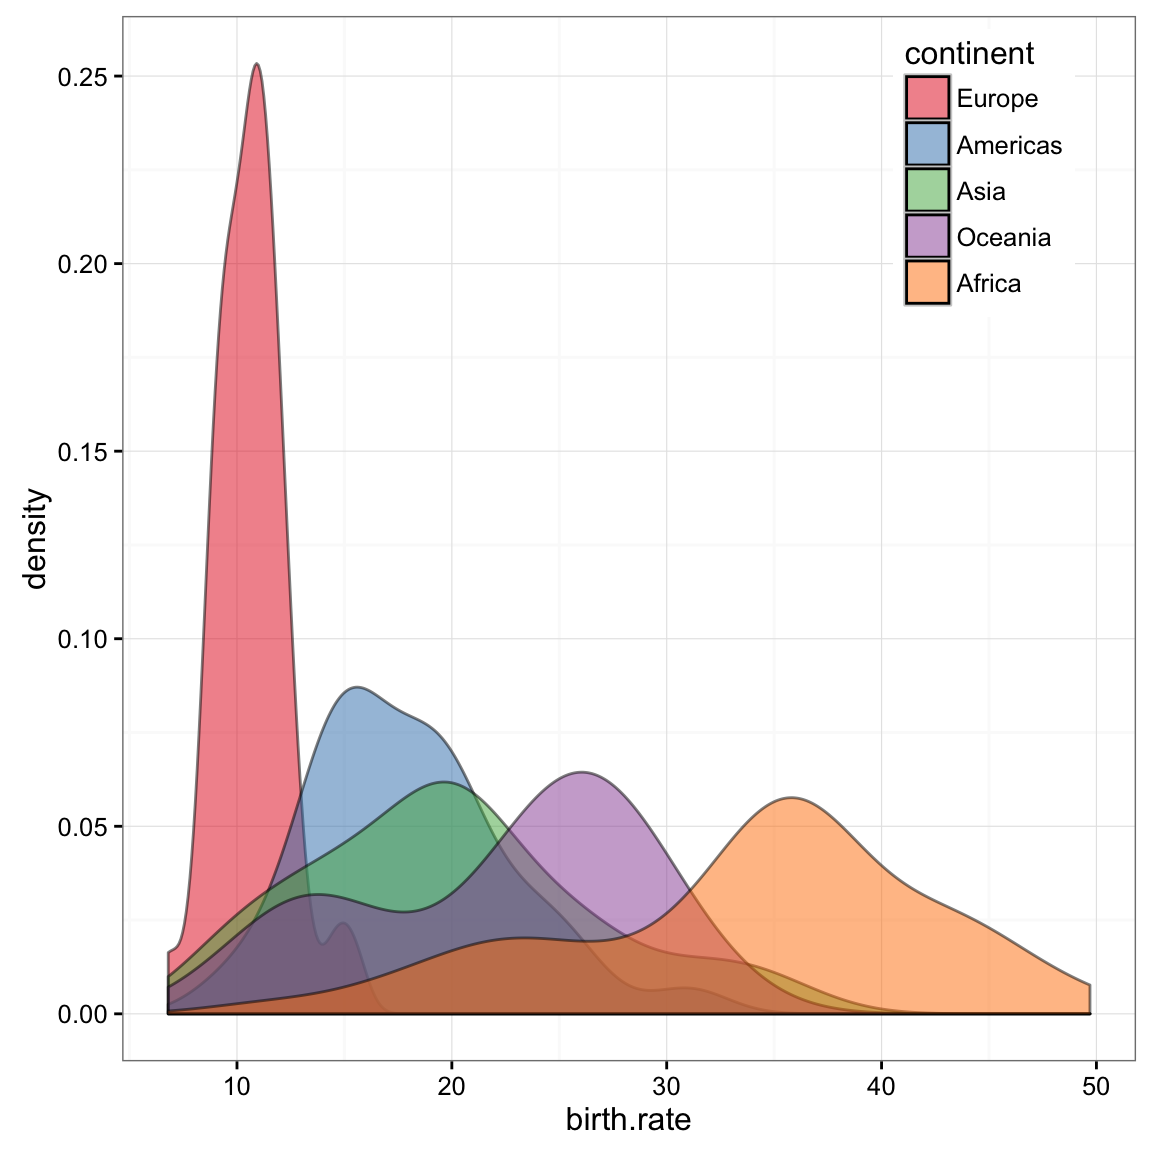 continent
Europe
Americas
Asia
Oceania
Africa
0.25
0.20
0.15
0.10
0.05
0.00
density
10 20 30 40 50
birth.rate